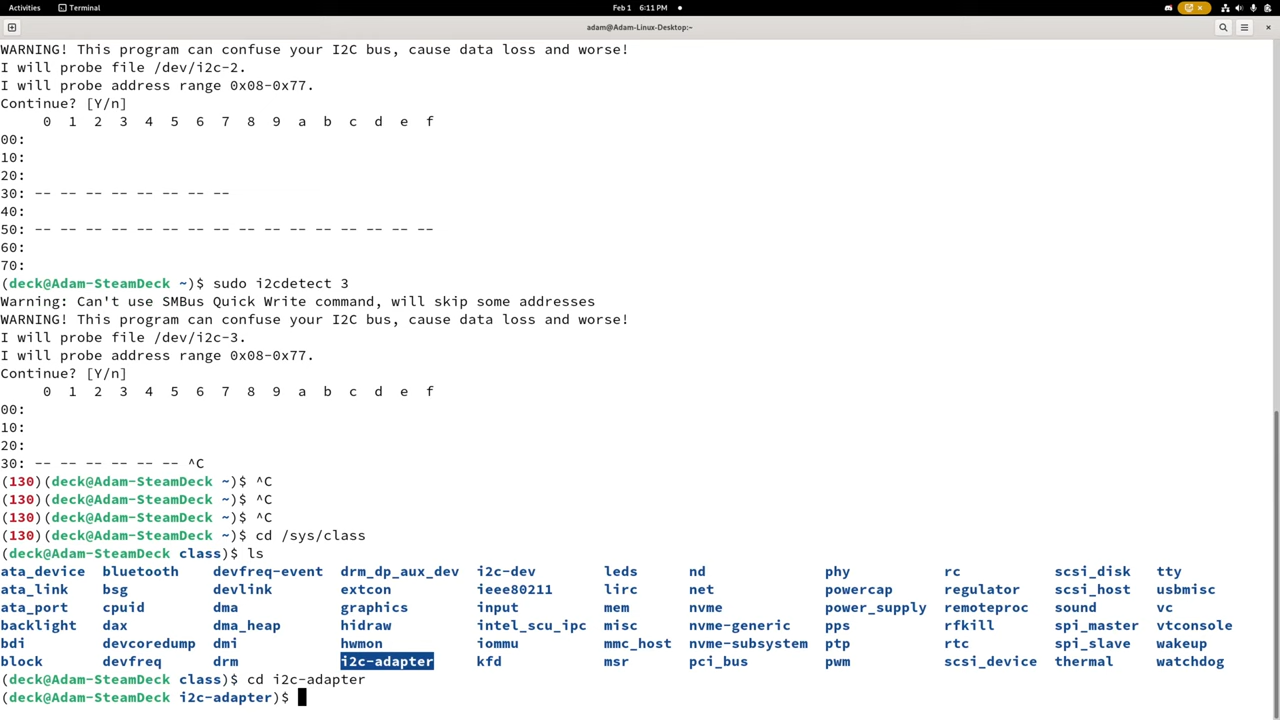 Activities Terminal Feb 1 6:11 PM
adam@Adam-Linux-Desktop:~
WARNING! This program can confuse your I2C bus, cause data loss and worse!
I will probe file /dev/i2c-2.
I will probe address range 0x08-0x77.
Continue? [Y/n]
     0  1  2  3  4  5  6  7  8  9  a  b  c  d  e  f
00:
10:
20:
30: -- -- -- -- -- -- -- --
40:
50: -- -- -- -- -- -- -- -- -- -- -- -- -- -- -- --
60:
70:
(deck@Adam-SteamDeck ~)$ sudo i2cdetect 3
Warning: Can't use SMBus Quick Write command, will skip some addresses
WARNING! This program can confuse your I2C bus, cause data loss and worse!
I will probe file /dev/i2c-3.
I will probe address range 0x08-0x77.
Continue? [Y/n]
     0  1  2  3  4  5  6  7  8  9  a  b  c  d  e  f
00:
10:
20:
30: -- -- -- -- -- -- ^C
(130)(deck@Adam-SteamDeck ~)$ ^C
(130)(deck@Adam-SteamDeck ~)$ ^C
(130)(deck@Adam-SteamDeck ~)$ ^C
(130)(deck@Adam-SteamDeck ~)$ cd /sys/class
(deck@Adam-SteamDeck class)$ ls
ata_device bluetooth devfreq-event drm_dp_aux_dev i2c-dev leds nd phy rc scsi_disk tty
ata_link bsg devlink extcon ieee80211 lirc net powercap regulator scsi_host usbmisc
ata_port cpuid dma graphics input mem nvme power_supply remoteproc sound vc
backlight dax dma_heap hidraw intel_scu_ipc misc nvme-generic pps rfkill spi_master vtconsole
bdi devcoredump dmi hwmon iommu mmc_host nvme-subsystem ptp rtc spi_slave wakeup
block devfreq drm i2c-adapter kfd msr pci_bus pwm scsi_device thermal watchdog
(deck@Adam-SteamDeck class)$ cd i2c-adapter
(deck@Adam-SteamDeck i2c-adapter)$